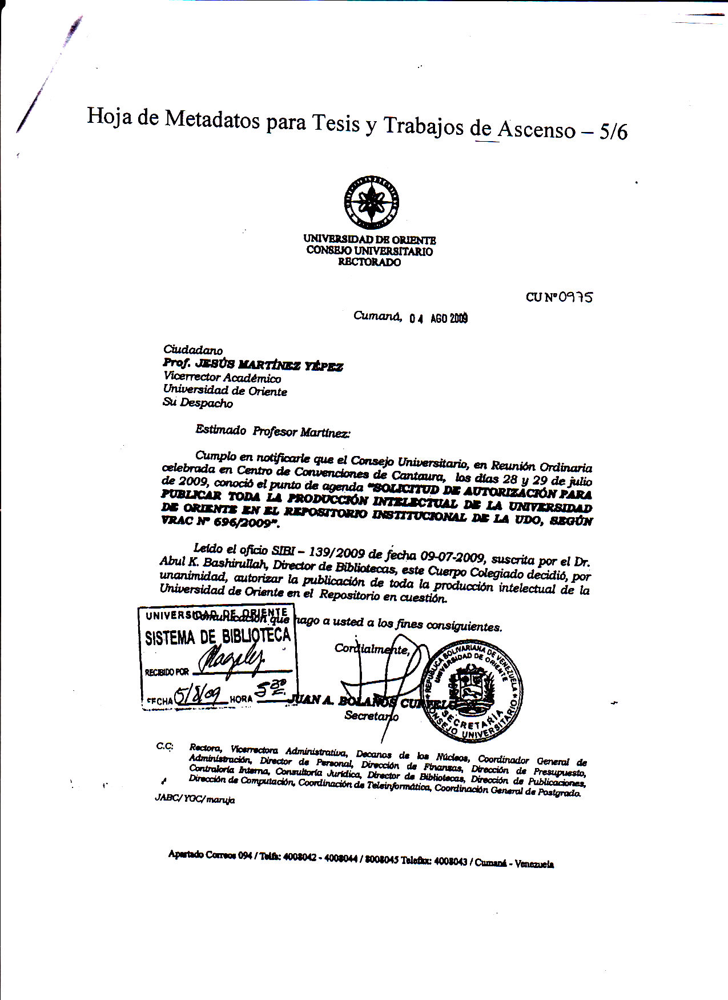 Hoja de Metadatos para Tesis y Trabajos de Ascenso – 5/6
UNIVERSIDAD DE ORIENTE
CONSEJO UNIVERSITARIO
RECTORADO
CU Nº 0975
Cumaná, 04 AGO 2009
Ciudadano
Prof. JESÚS MARTÍNEZ YÉPEZ
Vicerrector Académico
Universidad de Oriente
Su Despacho
Estimado Profesor Martínez:
Cumplo en notificarle que el Consejo Universitario, en Reunión Ordinaria
celebrada en Centro de Convenciones de Cantaura, los días 28 y 29 de julio
de 2009, conoció el punto de agenda "SOLICITUD DE AUTORIZACIÓN PARA
PUBLICAR TODA LA PRODUCCIÓN INTELECTUAL DE LA UNIVERSIDAD
DE ORIENTE EN EL REPOSITORIO INSTITUCIONAL DE LA UDO, SEGÚN
VRAC Nº 696/2009".
Leído el oficio SIBI – 139/2009 de fecha 09-07-2009, suscrita por el Dr.
Abul K. Bashirullah, Director de Bibliotecas, este Cuerpo Colegiado decidió, por
unanimidad, autorizar la publicación de toda la producción intelectual de la
Universidad de Oriente en el Repositorio en cuestión.
Comunicación que hago a usted a los fines consiguientes.
UNIVERSIDAD DE ORIENTE
SISTEMA DE BIBLIOTECA
RECIBIDO POR
FECHA 5/8/09 HORA 5:30
Cordialmente,
JUAN A. BOLAÑOS CURVELO
Secretario
REPÚBLICA BOLIVARIANA DE VENEZUELA
UNIVERSIDAD DE ORIENTE
SECRETARÍA
CONSEJO UNIVERSITARIO
C.C: Rectora, Vicerrectora Administrativa, Decanos de los Núcleos, Coordinador General de
Administración, Director de Personal, Dirección de Finanzas, Dirección de Presupuesto,
Contraloría Interna, Consultoría Jurídica, Director de Bibliotecas, Dirección de Publicaciones,
Dirección de Computación, Coordinación de Teleinformática, Coordinación General de Postgrado.
JABC/YGC/maruja
Apartado Correos 094 / Telfs: 4008042 - 4008044 / 8008045 Telefax: 4008043 / Cumaná - Venezuela